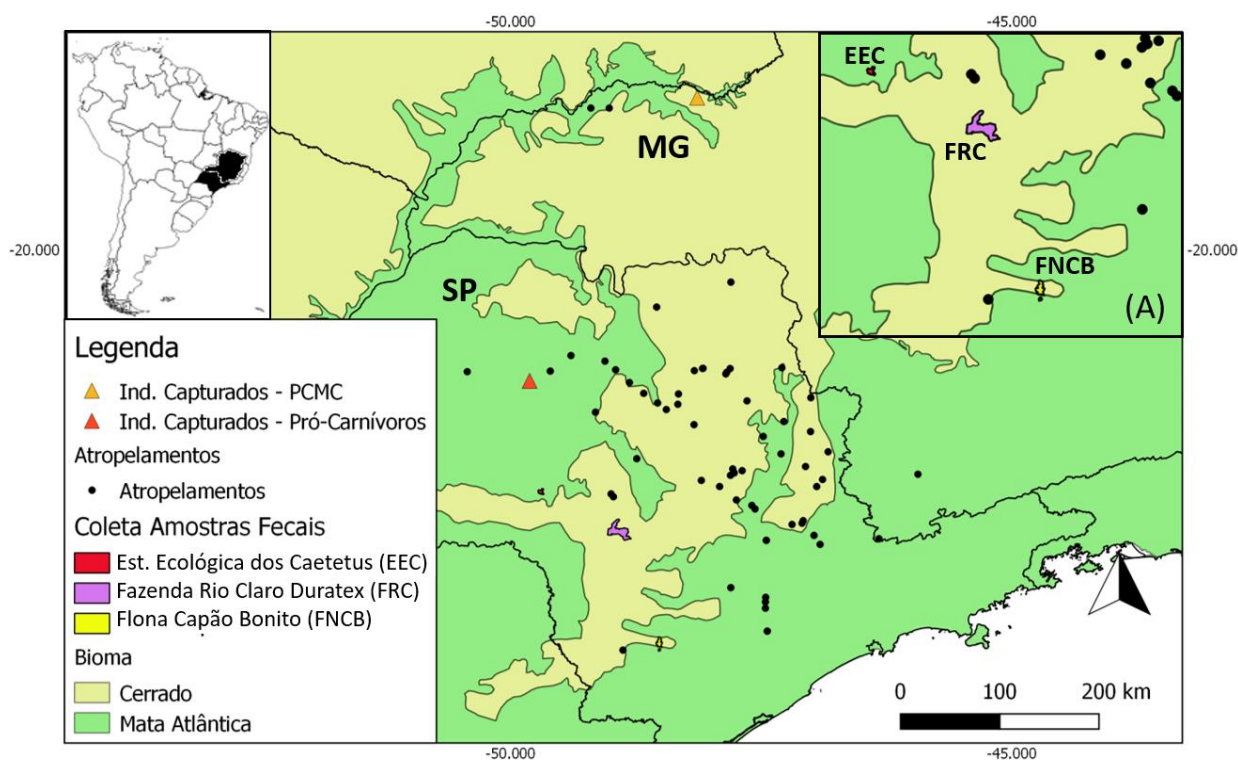 -50.000
-45.000
EEC
FRC
FNCB
(A)
MG
-20.000
-20.000
SP
Legenda
Ind. Capturados - PCMC
Ind. Capturados - Pró-Carnívoros
Atropelamentos
Atropelamentos
Coleta Amostras Fecais
Est. Ecológica dos Caetetus (EEC)
Fazenda Rio Claro Duratex (FRC)
Flona Capão Bonito (FNCB)
Bioma
Cerrado
Mata Atlântica
0 100 200 km
-50.000
-45.000